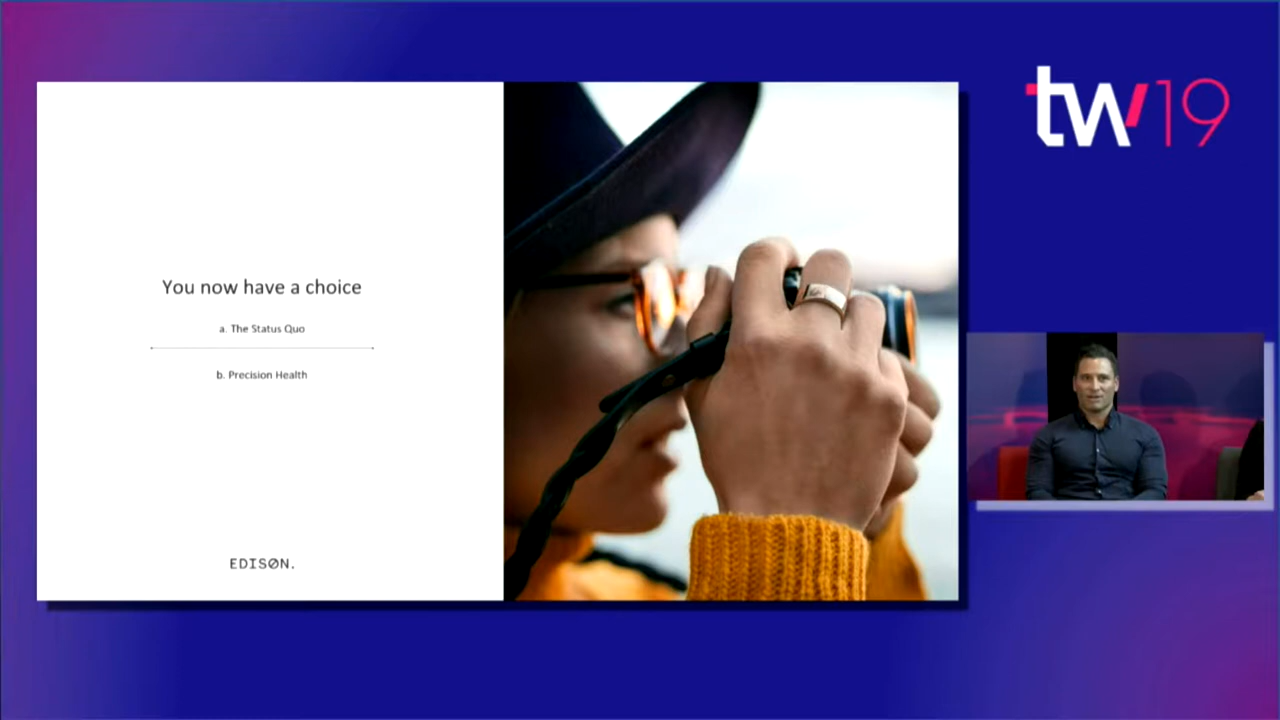 tw19
You now have a choice
a. The Status Quo
b. Precision Health
EDISØN.